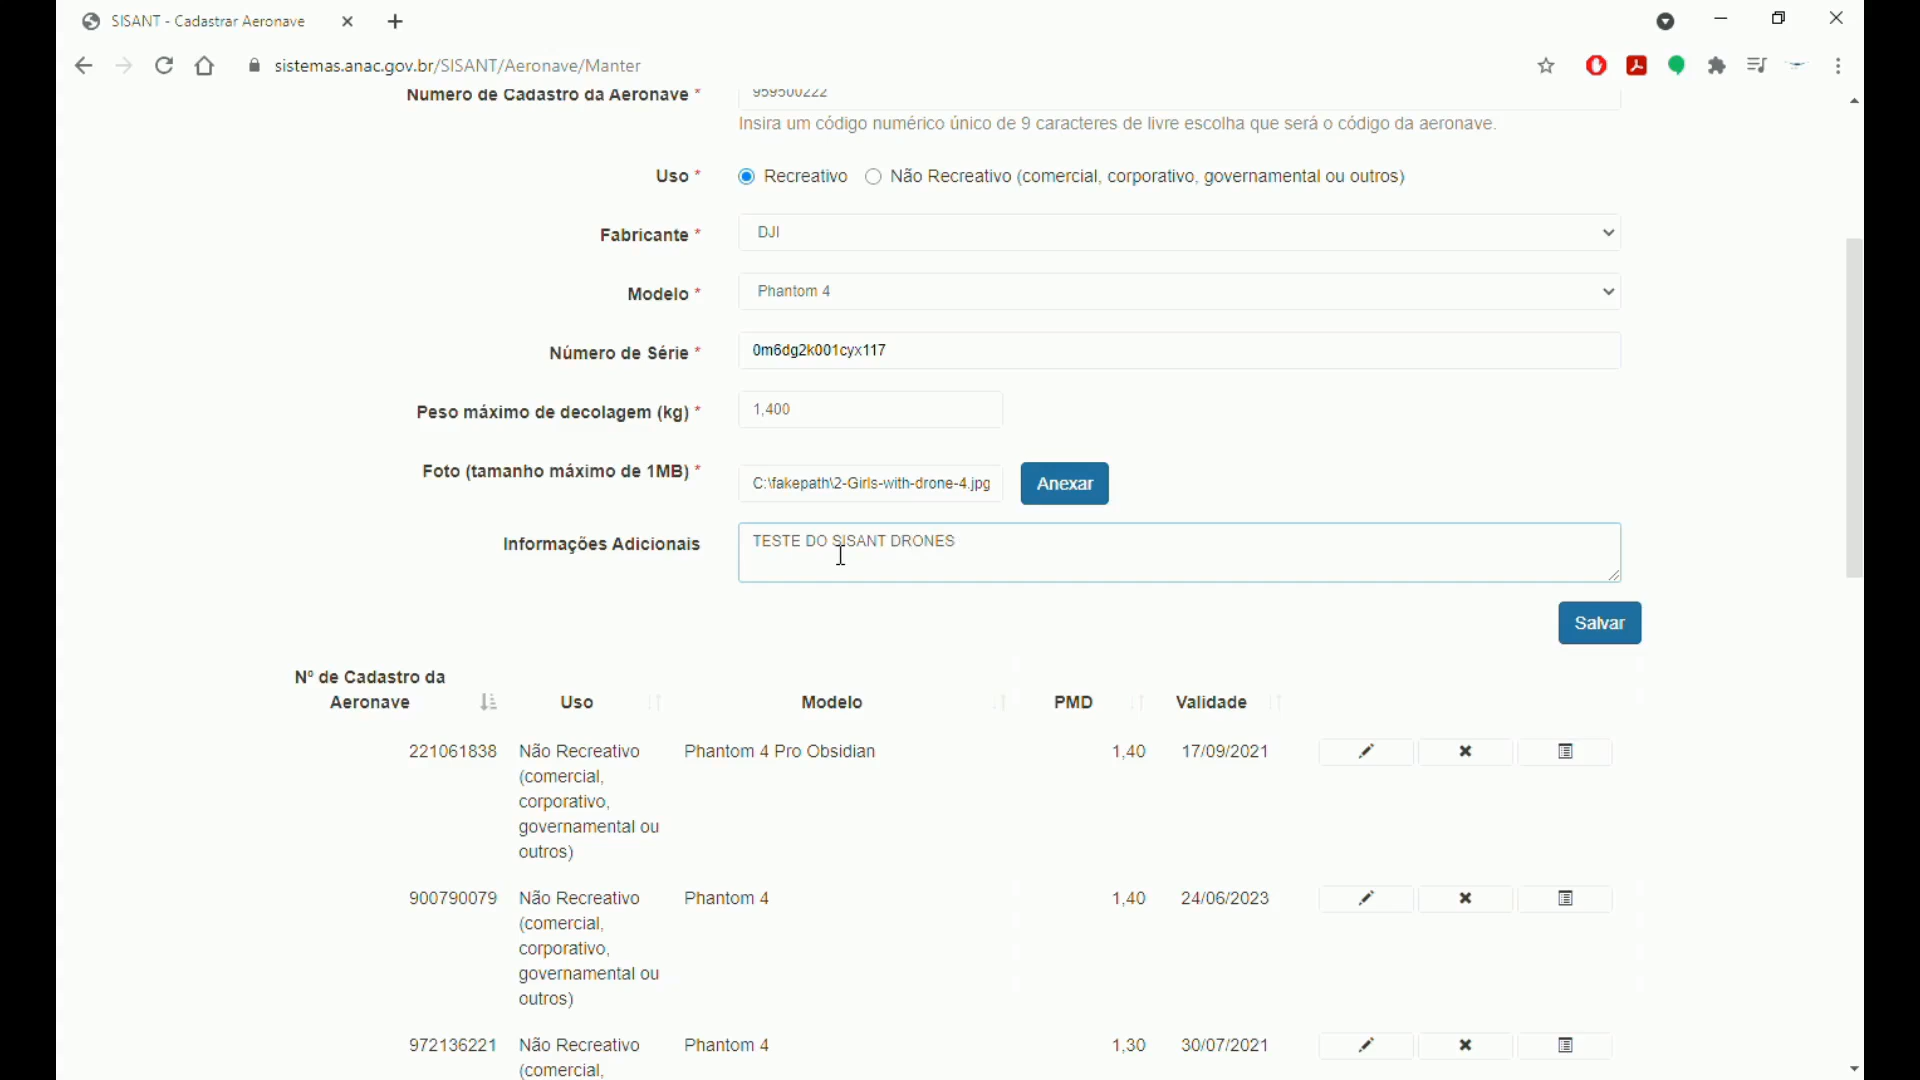 SISANT - Cadastrar Aeronave
sistemas.anac.gov.br/SISANT/Aeronave/Manter
Número de Cadastro da Aeronave * 959500222
Insira um código numérico único de 9 caracteres de livre escolha que será o código da aeronave.
Uso * Recreativo Não Recreativo (comercial, corporativo, governamental ou outros)
Fabricante * DJI
Modelo * Phantom 4
Número de Série * 0m6dg2k001cyx117
Peso máximo de decolagem (kg) * 1,400
Foto (tamanho máximo de 1MB) * C:\fakepath\2-Girls-with-drone-4.jpg Anexar
Informações Adicionais TESTE DO SISANT DRONES
Salvar
Nº de Cadastro da
Aeronave Uso Modelo PMD Validade
221061838 Não Recreativo Phantom 4 Pro Obsidian 1,40 17/09/2021
(comercial,
corporativo,
governamental ou
outros)
900790079 Não Recreativo Phantom 4 1,40 24/06/2023
(comercial,
corporativo,
governamental ou
outros)
972136221 Não Recreativo Phantom 4 1,30 30/07/2021
(comercial,